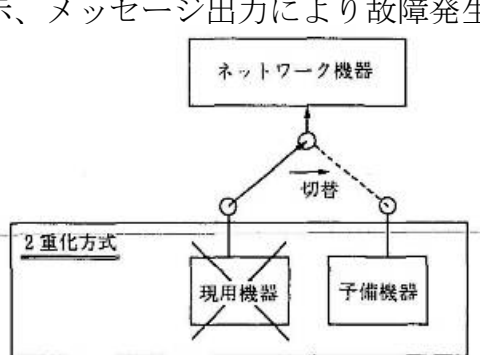 示、メッセージ出力により故障発生
ネットワーク機器
切替
2重化方式
現用機器
予備機器